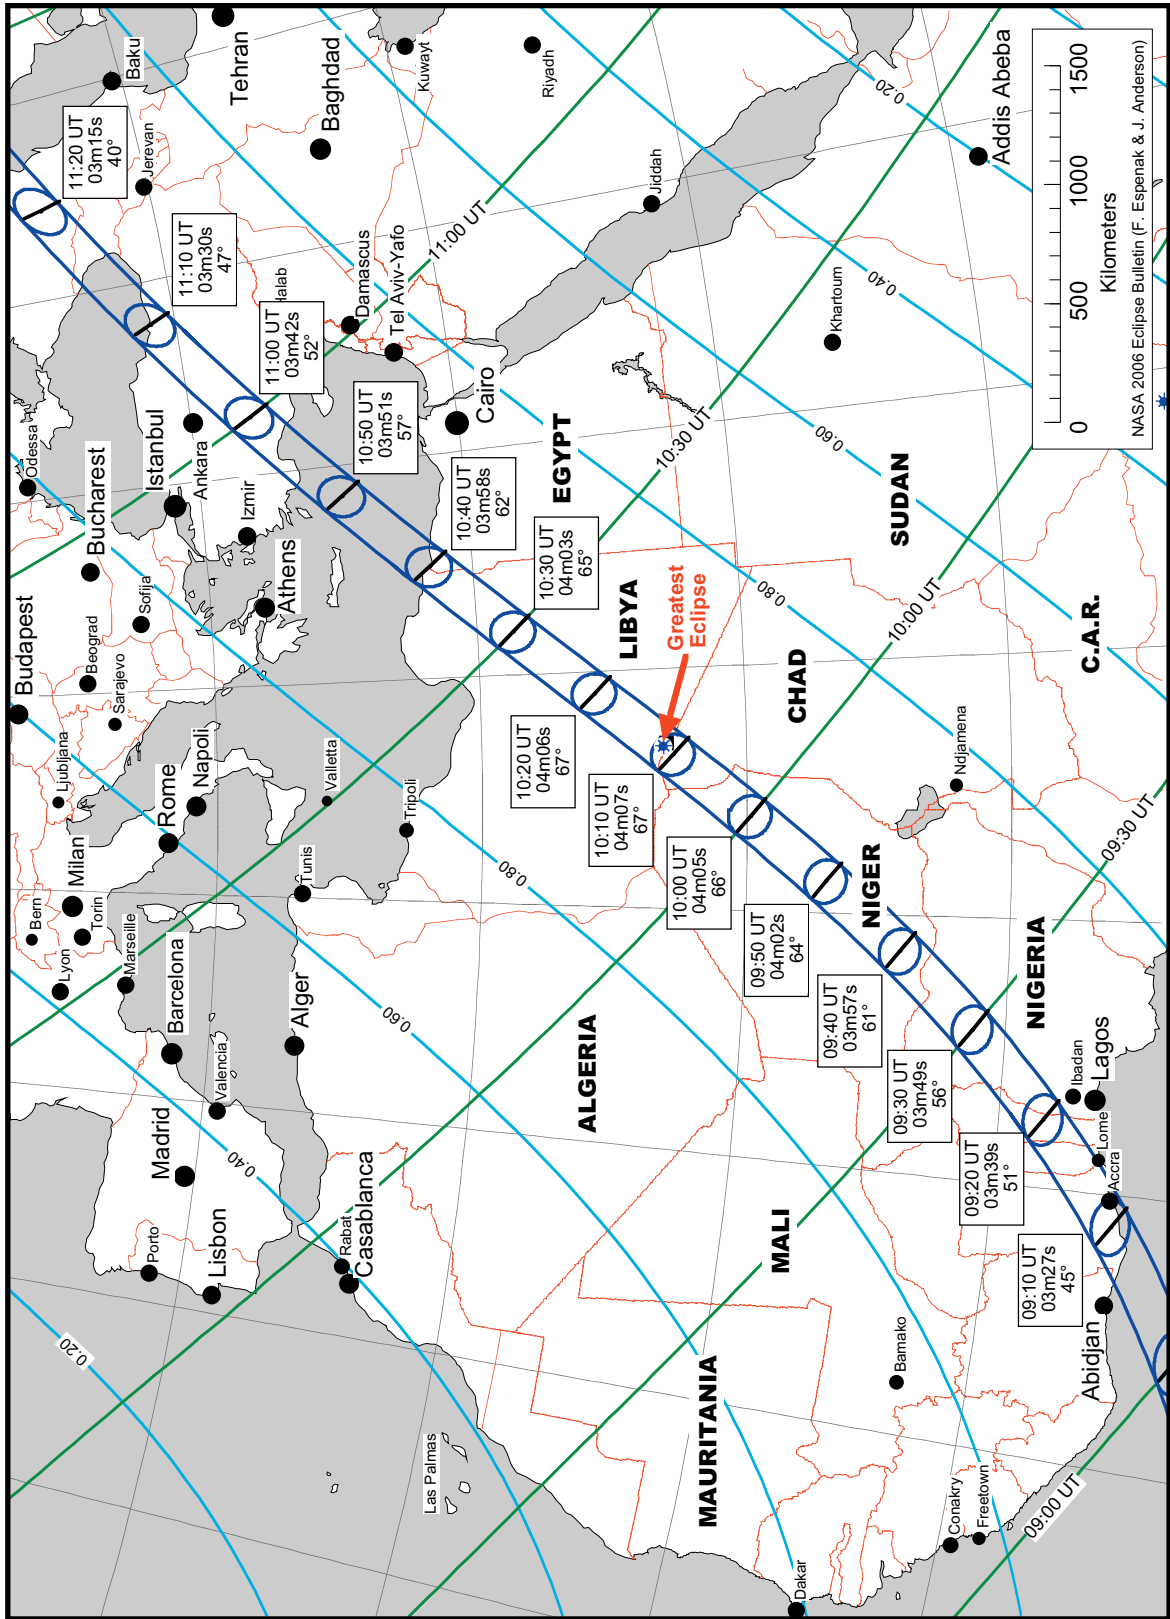 Odessa
Bucharest
Istanbul
Ankara
Izmir
Athens
Sofija
Budapest
Beograd
Sarajevo
Ljubljana
Rome
Napoli
Valletta
Tripoli
Tunis
Milan
Torin
Bern
Lyon
Marseille
Barcelona
Valencia
Alger
Madrid
Porto
Lisbon
Rabat
Casablanca
Las Palmas
Dakar
Conakry
Freetown
Bamako
Abidjan
Accra
Lome
Lagos
Ibadan
Ndjamena
Khartoum
Addis Abeba
Jiddah
Riyadh
Kuwayt
Baghdad
Tehran
Baku
Jerevan
Halab
Damascus
Tel Aviv-Yafo
Cairo
EGYPT
LIBYA
SUDAN
CHAD
C.A.R.
NIGER
NIGERIA
ALGERIA
MALI
MAURITANIA
Greatest
Eclipse
09:10 UT
03m27s
45°
09:20 UT
03m39s
51°
09:30 UT
03m49s
56°
09:40 UT
03m57s
61°
09:50 UT
04m02s
64°
10:00 UT
04m05s
66°
10:10 UT
04m07s
67°
10:20 UT
04m06s
67°
10:30 UT
04m03s
65°
10:40 UT
03m58s
62°
10:50 UT
03m51s
57°
11:00 UT
03m42s
52°
11:10 UT
03m30s
47°
11:20 UT
03m15s
40°
09:00 UT
09:30 UT
10:00 UT
10:30 UT
11:00 UT
0.20
0.40
0.60
0.80
0.80
0.60
0.40
0.20
0 500 1000 1500
Kilometers
NASA 2006 Eclipse Bulletin (F. Espenak & J. Anderson)